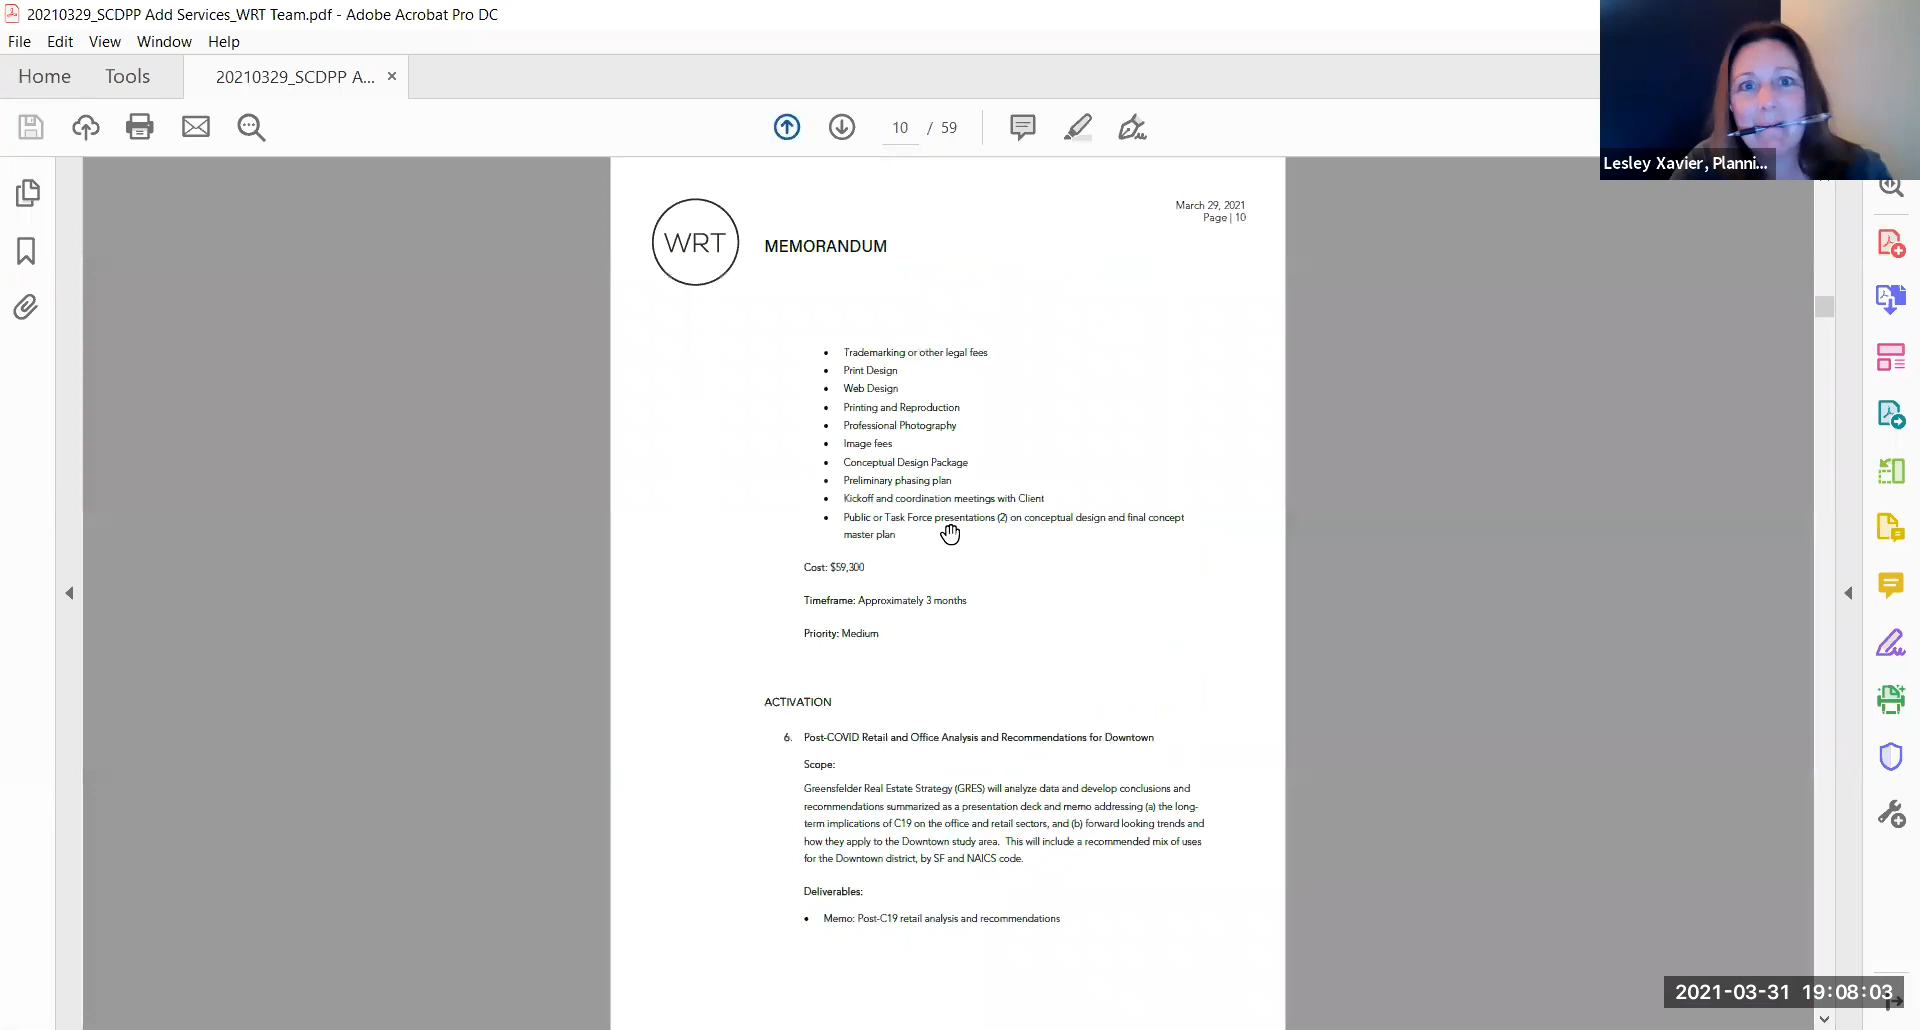 20210329_SCDPP Add Services_WRT Team.pdf - Adobe Acrobat Pro DC
File Edit View Window Help
Home Tools 20210329_SCDPP A... ×
10 / 59
Lesley Xavier, Planni...
March 29, 2021
Page | 10
WRT
MEMORANDUM
• Trademarking or other legal fees
• Print Design
• Web Design
• Printing and Reproduction
• Professional Photography
• Image fees
• Conceptual Design Package
• Preliminary phasing plan
• Kickoff and coordination meetings with Client
• Public or Task Force presentations (2) on conceptual design and final concept
master plan
Cost: $59,300
Timeframe: Approximately 3 months
Priority: Medium
ACTIVATION
6. Post-COVID Retail and Office Analysis and Recommendations for Downtown
Scope:
Greensfelder Real Estate Strategy (GRES) will analyze data and develop conclusions and
recommendations summarized as a presentation deck and memo addressing (a) the long-
term implications of C19 on the office and retail sectors, and (b) forward looking trends and
how they apply to the Downtown study area. This will include a recommended mix of uses
for the Downtown district, by SF and NAICS code.
Deliverables:
• Memo: Post-C19 retail analysis and recommendations
2021-03-31 19:08:03